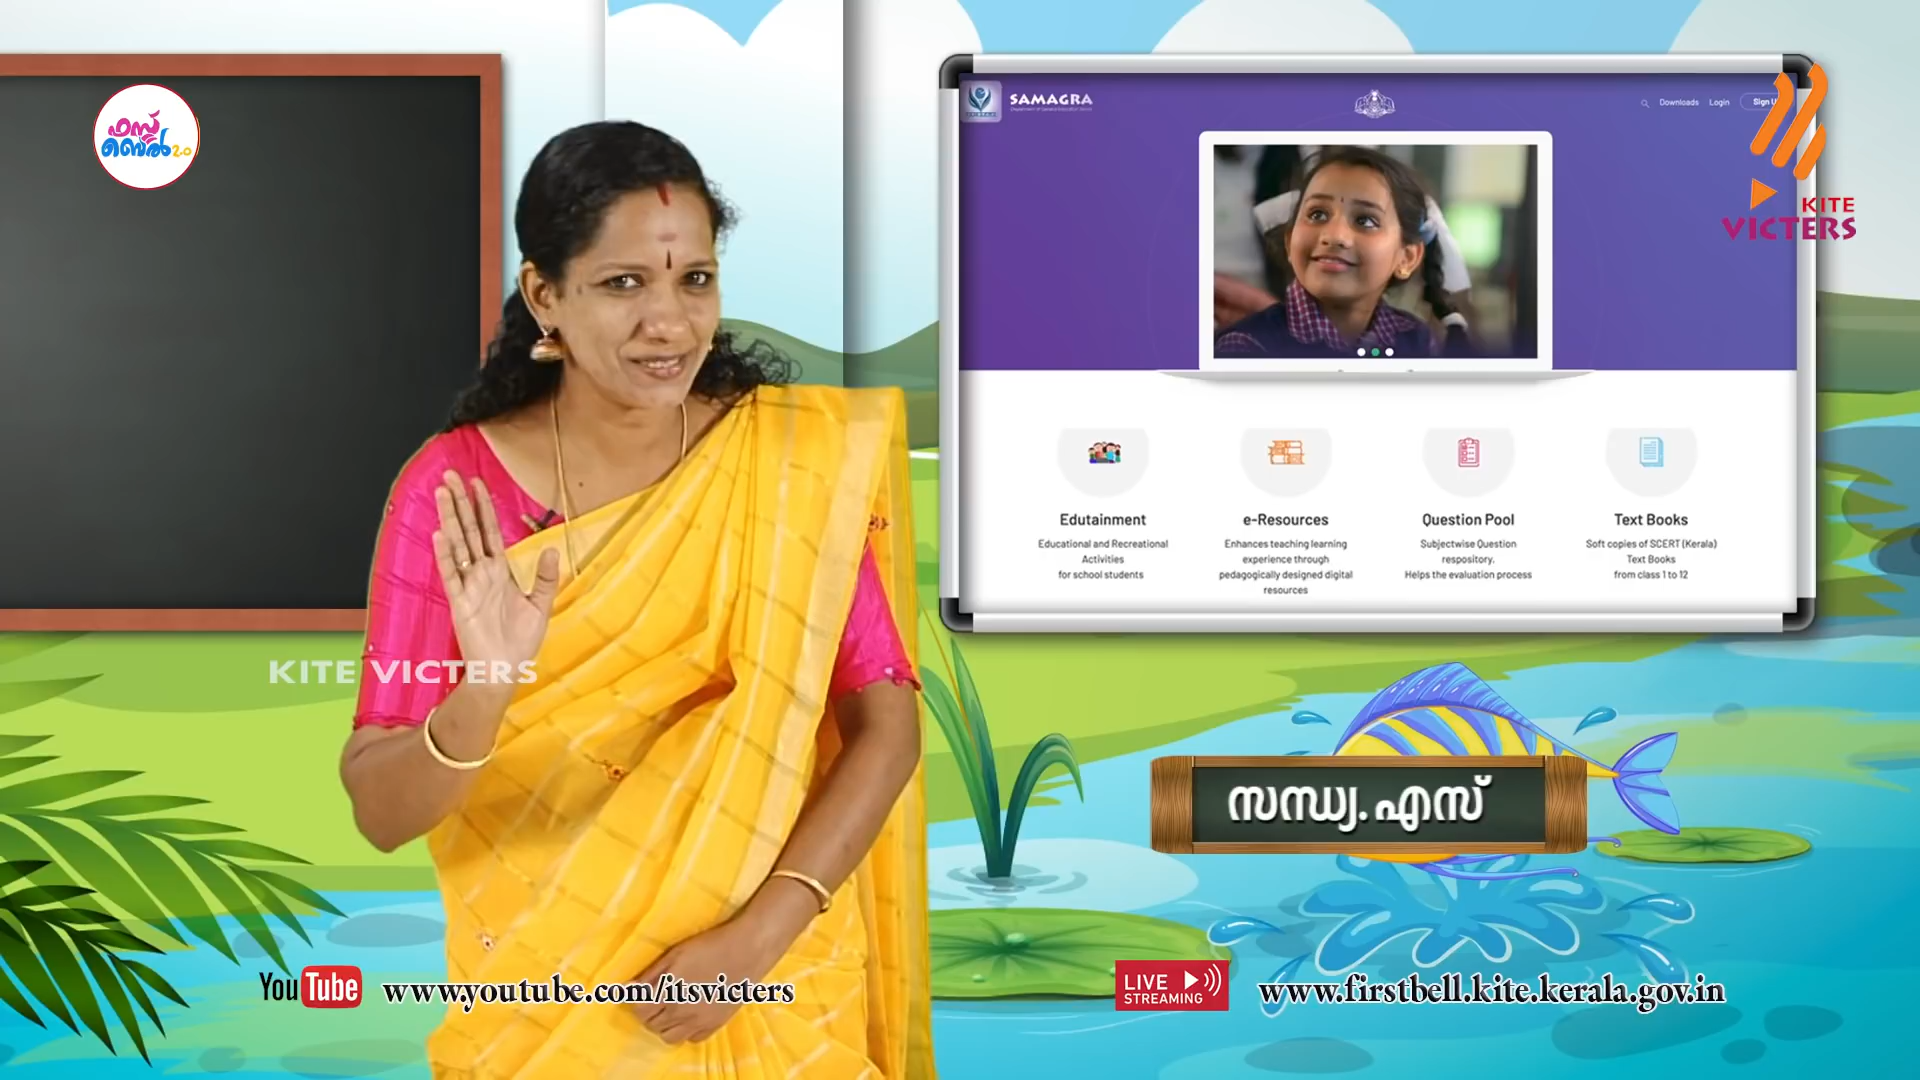 ഫസ്റ്റ്
ബെൽ 2.0
SAMAGRA
Downloads Login Sign U
KITE
VICTERS
Edutainment
Educational and Recreational
Activities
for school students
e-Resources
Enhances teaching learning
experience through
pedagogically designed digital
resources
Question Pool
Subjectwise Question
respository.
Helps the evaluation process
Text Books
Soft copies of SCERT (Kerala)
Text Books
from class 1 to 12
KITE VICTERS
സന്ധ്യ. എസ്
YouTube www.youtube.com/itsvicters
LIVE
STREAMING
www.firstbell.kite.kerala.gov.in